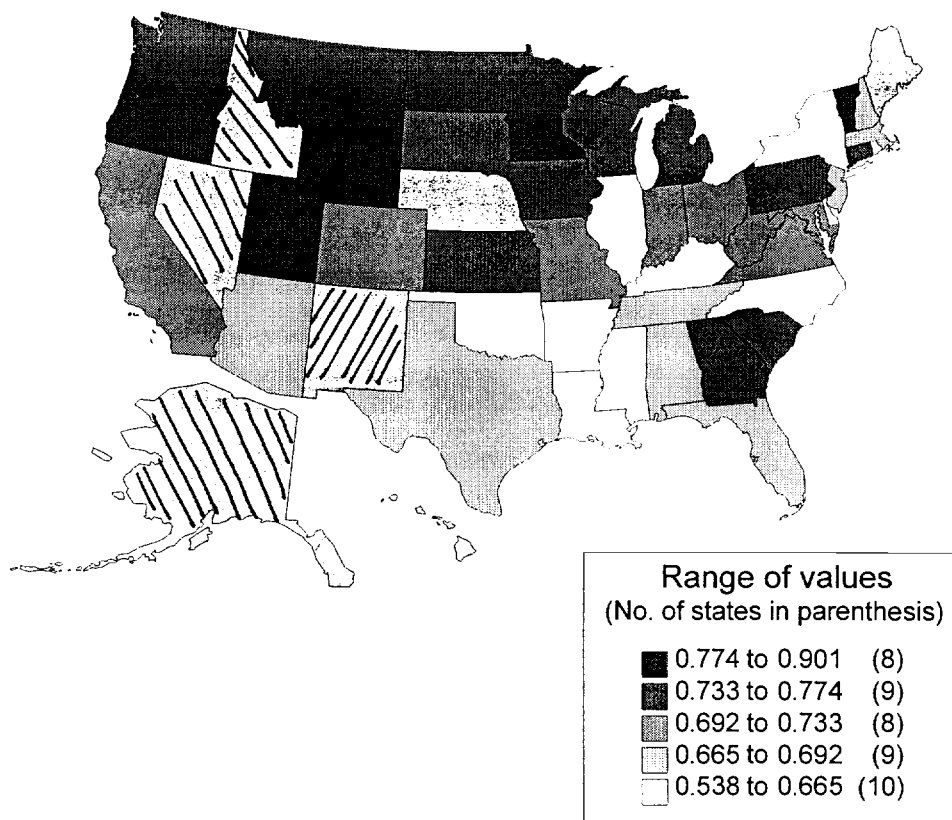 Range of values
(No. of states in parenthesis)
0.774 to 0.901 (8)
0.733 to 0.774 (9)
0.692 to 0.733 (8)
0.665 to 0.692 (9)
0.538 to 0.665 (10)